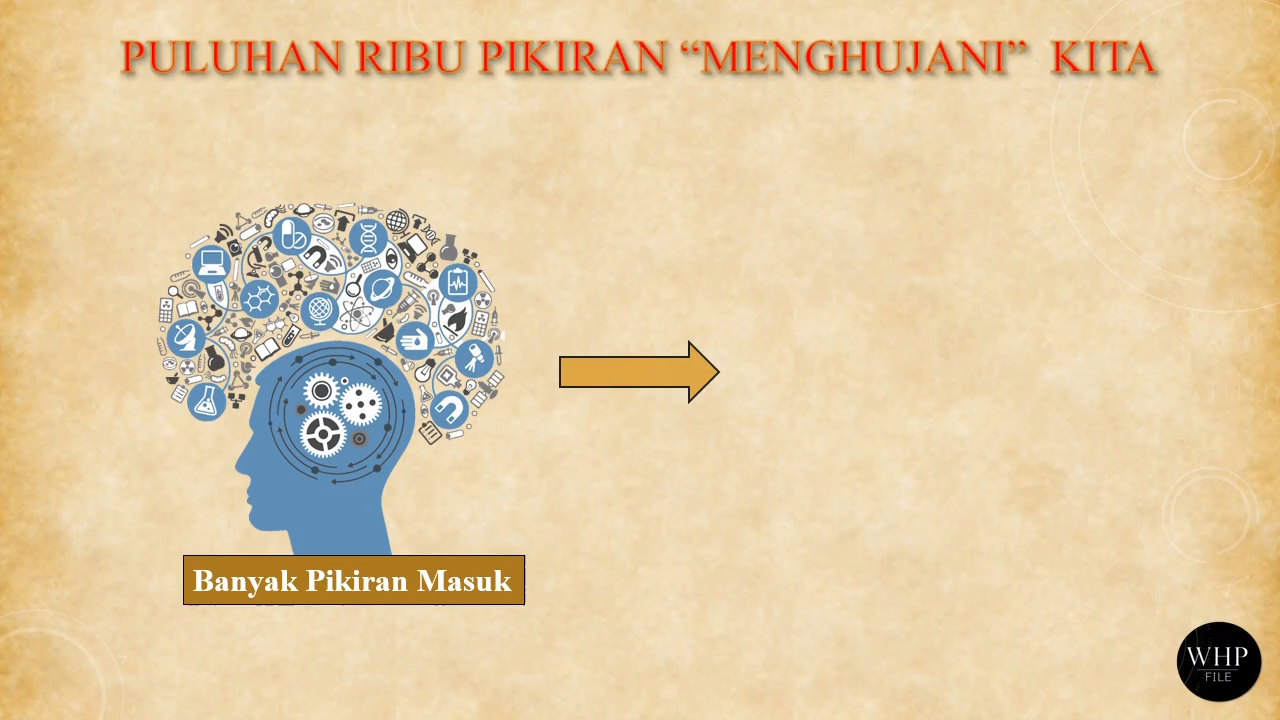 PULUHAN RIBU PIKIRAN “MENGHUJANI” KITA
Banyak Pikiran Masuk
WHP
FILE